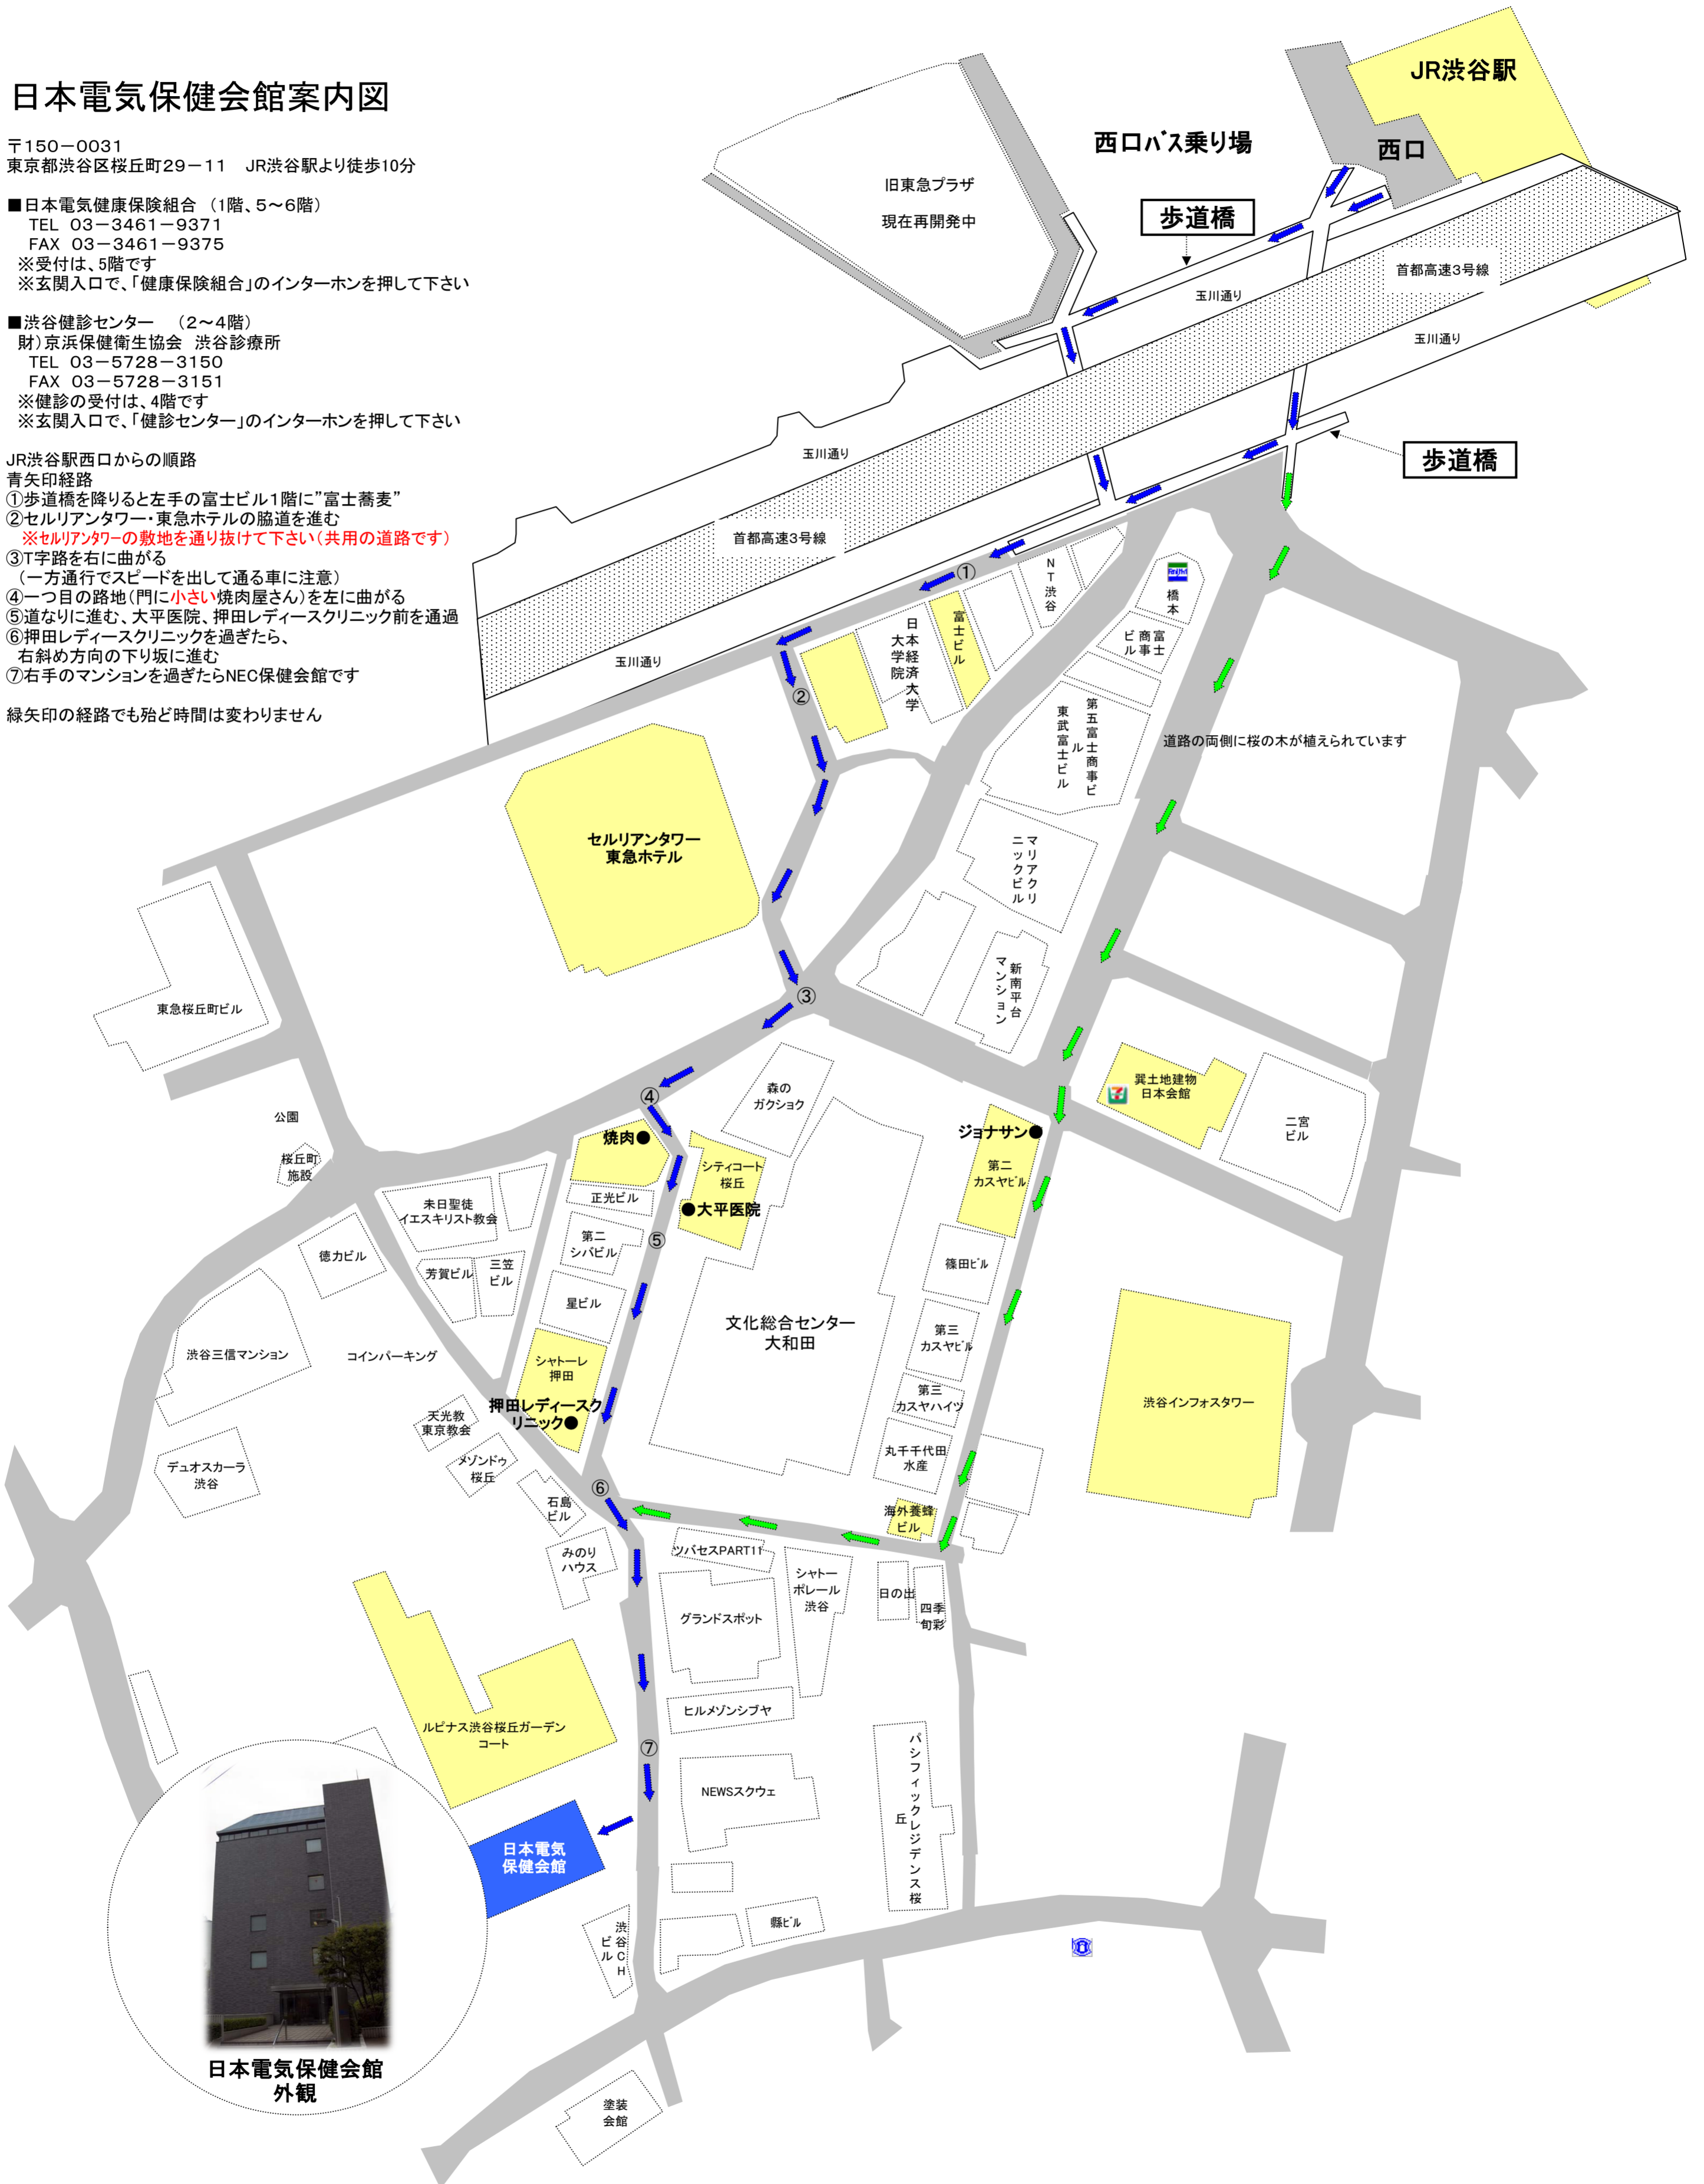 日本電気保健会館案内図
〒150－0031
東京都渋谷区桜丘町29－11　JR渋谷駅より徒歩10分
■日本電気健康保険組合　（1階、5～6階）
TEL　03－3461－9371
FAX　03－3461－9375
※受付は、5階です
※玄関入口で、「健康保険組合」のインターホンを押して下さい
■渋谷健診センター　（2～4階）
財）京浜保健衛生協会　渋谷診療所
TEL　03－5728－3150
FAX　03－5728－3151
※健診の受付は、4階です
※玄関入口で、「健診センター」のインターホンを押して下さい
JR渋谷駅西口からの順路
青矢印経路
①歩道橋を降りると左手の富士ビル1階に”富士蕎麦”
②セルリアンタワー・東急ホテルの脇道を進む
※セルリアンタワーの敷地を通り抜けて下さい（共用の道路です）
③T字路を右に曲がる
（一方通行でスピードを出して通る車に注意）
④一つ目の路地（門に小さい焼肉屋さん）を左に曲がる
⑤道なりに進む、大平医院、押田レディースクリニック前を通過
⑥押田レディースクリニックを過ぎたら、
右斜め方向の下り坂に進む
⑦右手のマンションを過ぎたらNEC保健会館です
緑矢印の経路でも殆ど時間は変わりません
JR渋谷駅
西口
西口バス乗り場
歩道橋
旧東急プラザ
現在再開発中
首都高速3号線
玉川通り
玉川通り
歩道橋
玉川通り
首都高速3号線
玉川通り
①
NT渋谷
FamilyMart
橋本
富士
商事
ビル
富士ビル
日本経済大学
大学院
②
第五富士商事ビ
ル
東武富士ビル
道路の両側に桜の木が植えられています
セルリアンタワー
東急ホテル
マリアクリ
ニックビル
新南平台
マンション
東急桜丘町ビル
③
④
森の
ガクショク
巽土地建物
日本会館
7
二宮
ビル
公園
桜丘町
施設
焼肉●
ジョナサン●
シティコート
桜丘
第二
カスヤビル
●大平医院
正光ビル
末日聖徒
イエスキリスト教会
第二
シバビル
⑤
徳力ビル
芳賀ビル
三笠
ビル
篠田ビル
星ビル
文化総合センター
大和田
渋谷三信マンション
コインパーキング
シャトーレ
押田
第三
カスヤビル
押田レディースク
リニック●
第三
カスヤハイツ
渋谷インフォスタワー
天光教
東京教会
丸千千代田
水産
デュオスカーラ
渋谷
メゾンドゥ
桜丘
⑥
石島
ビル
海外養蜂
ビル
みのり
ハウス
ツバセスPART11
シャトー
ポレール
渋谷
日の出
四季
旬彩
グランドスポット
ヒルメゾンシブヤ
ルピナス渋谷桜丘ガーデン
コート
⑦
NEWSスクウェ
パシフィックレジデンス桜
丘
日本電気
保健会館
渋谷CH
ビル
縣ビル
日本電気保健会館
外観
塗装
会館